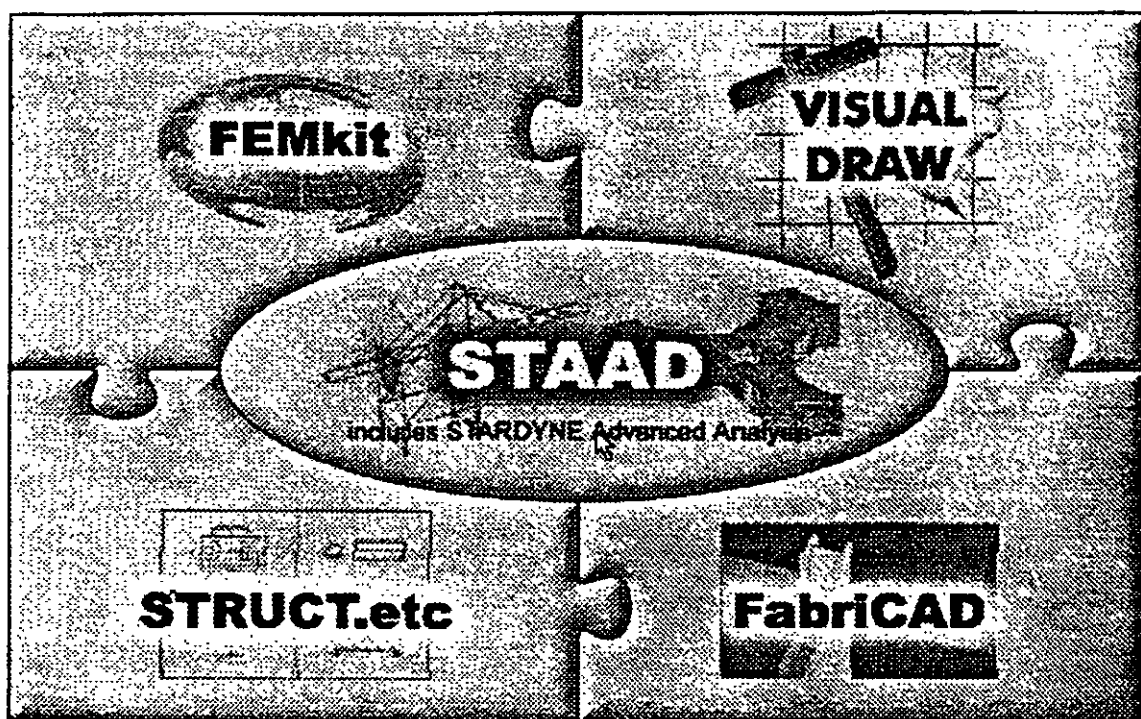 FEMkit
VISUAL
DRAW
STAAD
includes STARDYNE Advanced Analysis
STRUCT.etc
FabriCAD